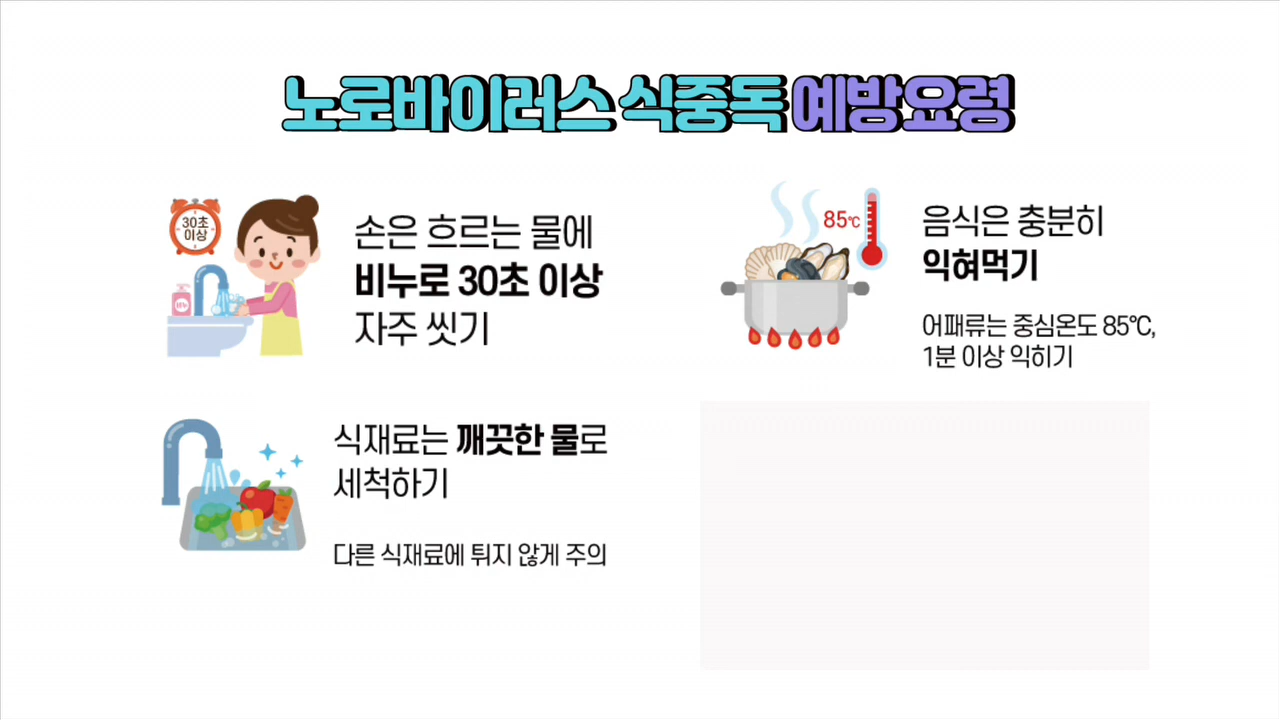 노로바이러스 식중독 예방요령
30초
이상
비누
손은 흐르는 물에
비누로 30초 이상
자주 씻기
85℃
음식은 충분히
익혀먹기
어패류는 중심온도 85℃,
1분 이상 익히기
식재료는 깨끗한 물로
세척하기
다른 식재료에 튀지 않게 주의